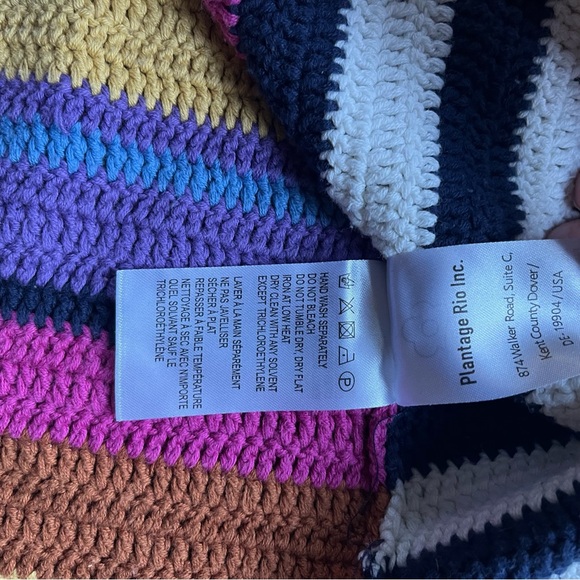 HAND WASH SEPARATELY
DO NOT BLEACH
DO NOT TUMBLE DRY, DRY FLAT
IRON AT LOW HEAT
DRY CLEAN WITH ANY SOLVENT
EXCEPT TRICHLOROETHYLENE
LAVER À LA MAIN SÉPARÉMENT
NE PAS JAVELLISER
SÉCHER À PLAT
REPASSER À FAIBLE TEMPÉRATURE
NETTOYAGE À SEC AVEC N'IMPORTE
QUEL SOLVANT SAUF LE
TRICHLOROÉTHYLÈNE
Plantage Rio Inc.
874 Walker Road, Suite C,
Kent County Dover/
DE 19904/ USA